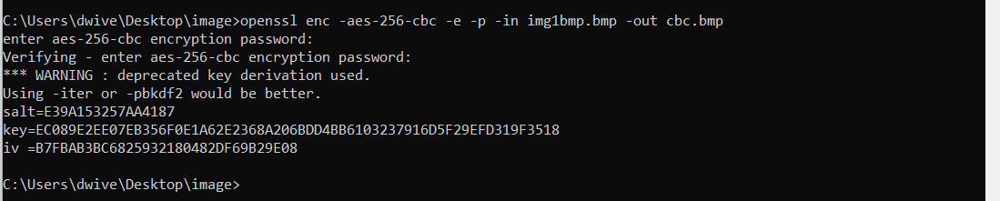 C:\Users\dwive\Desktop\image>openssl enc -aes-256-cbc -e -p -in img1bmp.bmp -out cbc.bmp
enter aes-256-cbc encryption password:
Verifying - enter aes-256-cbc encryption password:
*** WARNING : deprecated key derivation used.
Using -iter or -pbkdf2 would be better.
salt=E39A153257AA4187
key=EC089E2EE07EB356F0E1A62E2368A206BDD4BB6103237916D5F29EFD319F3518
iv =B7FBAB3BC6825932180482DF69B29E08
C:\Users\dwive\Desktop\image>